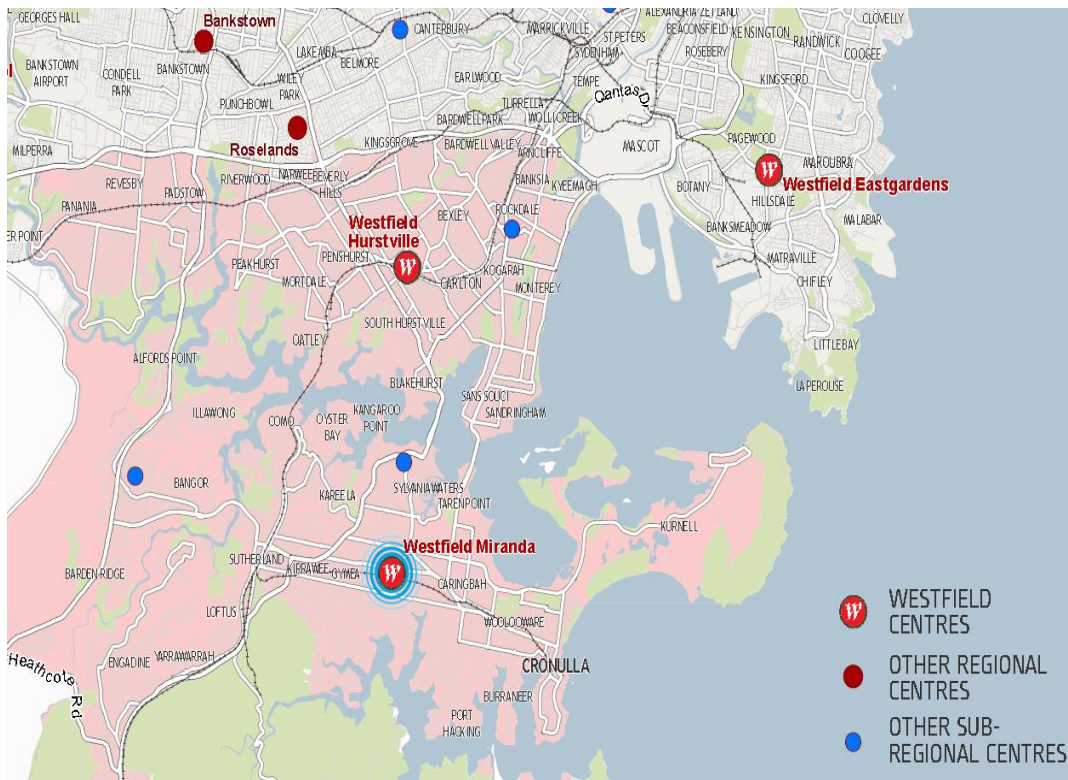 GEORGES HALL
Bankstown
CANTERBURY
MARRICKVILLE
ALEXANDRIA ZETLAND
CLOVELLY
BEACONSFIELD
KENSINGTON
ST PETERS
RANDWICK
ROSEBERY
COOGEE
LAKEMBA
BELMORE
SYDENHAM
BANKSTOWN
AIRPORT
CONDELL
PARK
BANKSTOWN
WILEY
PARK
EARLWOOD
TEMPE
KINGSFORD
PUNCHBOWL
TURRELLA
Qantas Dr
BARDWELL PARK
WOLLI CREEK
Roselands
KINGSGROVE
BARDWELL VALLEY
MASCOT
PAGEWOOD
MILPERRA
ARNCLIFFE
MAROUBRA
REVESBY
PADSTOW
RIVERWOOD
NARWEE
BEVERLY
HILLS
BANKSIA
KYEEMAGH
BOTANY
Westfield Eastgardens
PANANIA
HILLSDALE
BEXLEY
ROCKDALE
MALABAR
Westfield
Hurstville
BANKSMEADOW
ER POINT
PEAKHURST
PENSHURST
MATRAVILLE
MORTDALE
CARLTON
KOGARAH
CHIFLEY
MONTEREY
SOUTH HURSTVILLE
OATLEY
LITTLE BAY
ALFORDS POINT
BLAKEHURST
LA PEROUSE
SANS SOUCI
ILLAWONG
KANGAROO
POINT
SANDRINGHAM
COMO
OYSTER
BAY
BANGOR
KAREELA
SYLVANIA WATERS
TAREN POINT
KURNELL
Westfield Miranda
SUTHERLAND
KIRRAWEE
GYMEA
BARDEN RIDGE
CARINGBAH
LOFTUS
WOOLOOWARE
WESTFIELD
CENTRES
YARRAWARRAH
ENGADINE
Heathcote Rd
CRONULLA
OTHER REGIONAL
CENTRES
BURRANEER
PORT
HACKING
OTHER SUB-
REGIONAL CENTRES